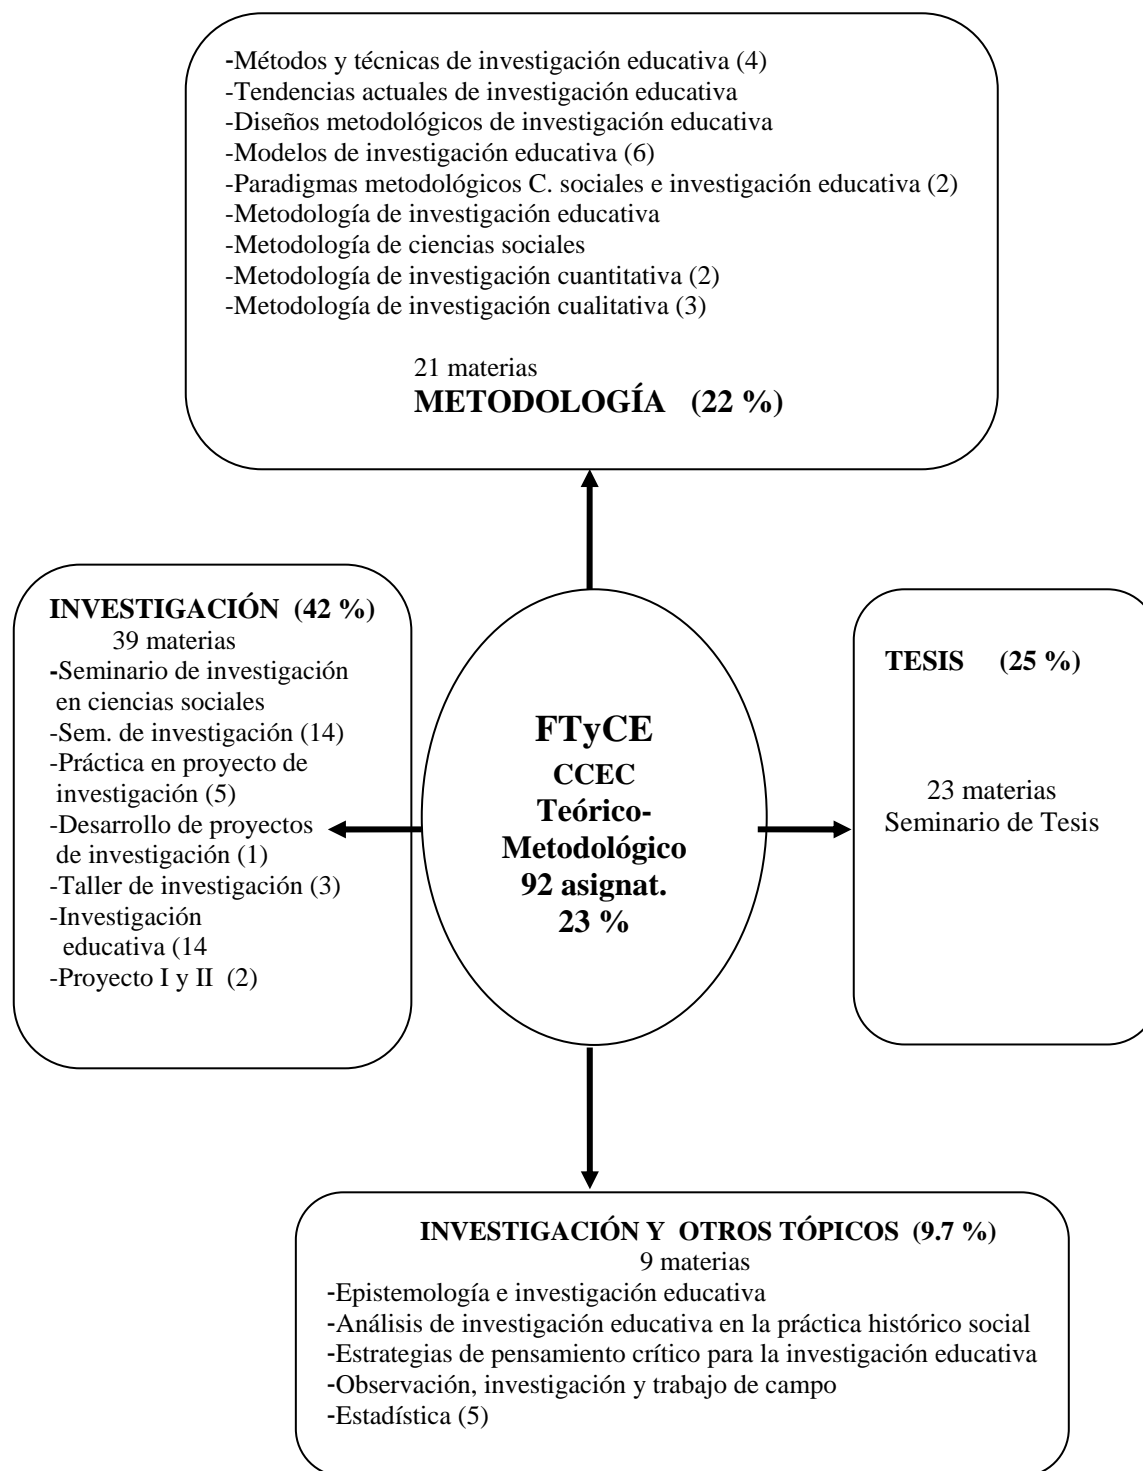 -Métodos y técnicas de investigación educativa (4)
-Tendencias actuales de investigación educativa
-Diseños metodológicos de investigación educativa
-Modelos de investigación educativa (6)
-Paradigmas metodológicos C. sociales e investigación educativa (2)
-Metodología de investigación educativa
-Metodología de ciencias sociales
-Metodología de investigación cuantitativa (2)
-Metodología de investigación cualitativa (3)
21 materias
METODOLOGÍA (22 %)
INVESTIGACIÓN (42 %)
39 materias
-Seminario de investigación
en ciencias sociales
-Sem. de investigación (14)
-Práctica en proyecto de
investigación (5)
-Desarrollo de proyectos
de investigación (1)
-Taller de investigación (3)
-Investigación
educativa (14
-Proyecto I y II (2)
FTyCE
CCEC
Teórico-
Metodológico
92 asignat.
23 %
TESIS (25 %)
23 materias
Seminario de Tesis
INVESTIGACIÓN Y OTROS TÓPICOS (9.7 %)
9 materias
-Epistemología e investigación educativa
-Análisis de investigación educativa en la práctica histórico social
-Estrategias de pensamiento crítico para la investigación educativa
-Observación, investigación y trabajo de campo
-Estadística (5)